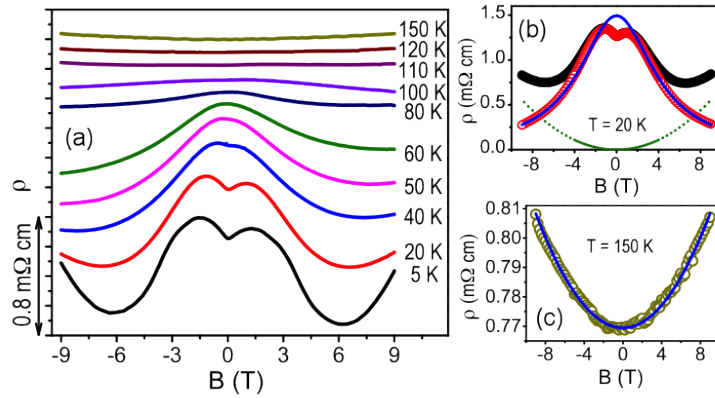 (a)
150 K
120 K
110 K
100 K
80 K
60 K
50 K
40 K
20 K
5 K
ρ
0.8 mΩ cm
-9 -6 -3 0 3 6 9
B (T)
(b)
1.5
1.0
0.5
0.0
ρ (mΩ cm)
T = 20 K
-8 -4 0 4 8
B (T)
0.81
0.79
0.78
0.77
ρ (mΩ cm)
T = 150 K
(c)
-8 -4 0 4 8
B (T)